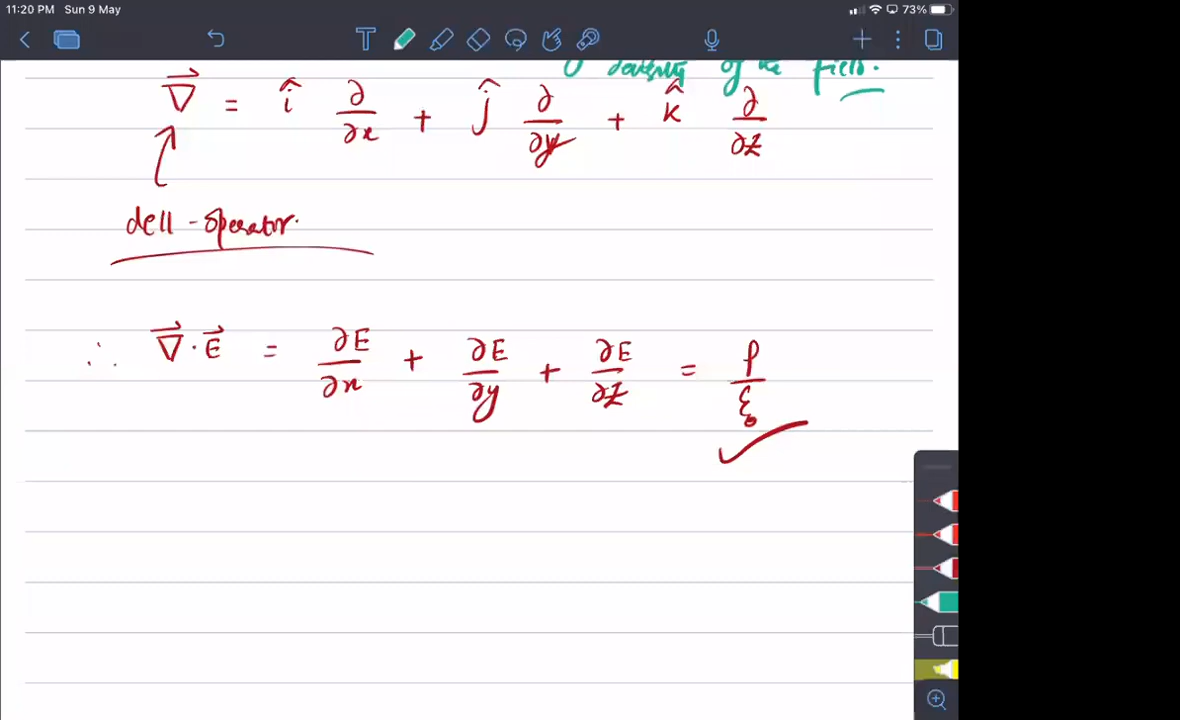 11:20 PM Sun 9 May 73%
density of the field.
∇⃗ = î ∂/∂x + ĵ ∂/∂y + k̂ ∂/∂z
dell - operator.
∴ ∇⃗ · E⃗ = ∂E/∂x + ∂E/∂y + ∂E/∂z = ρ/ε₀